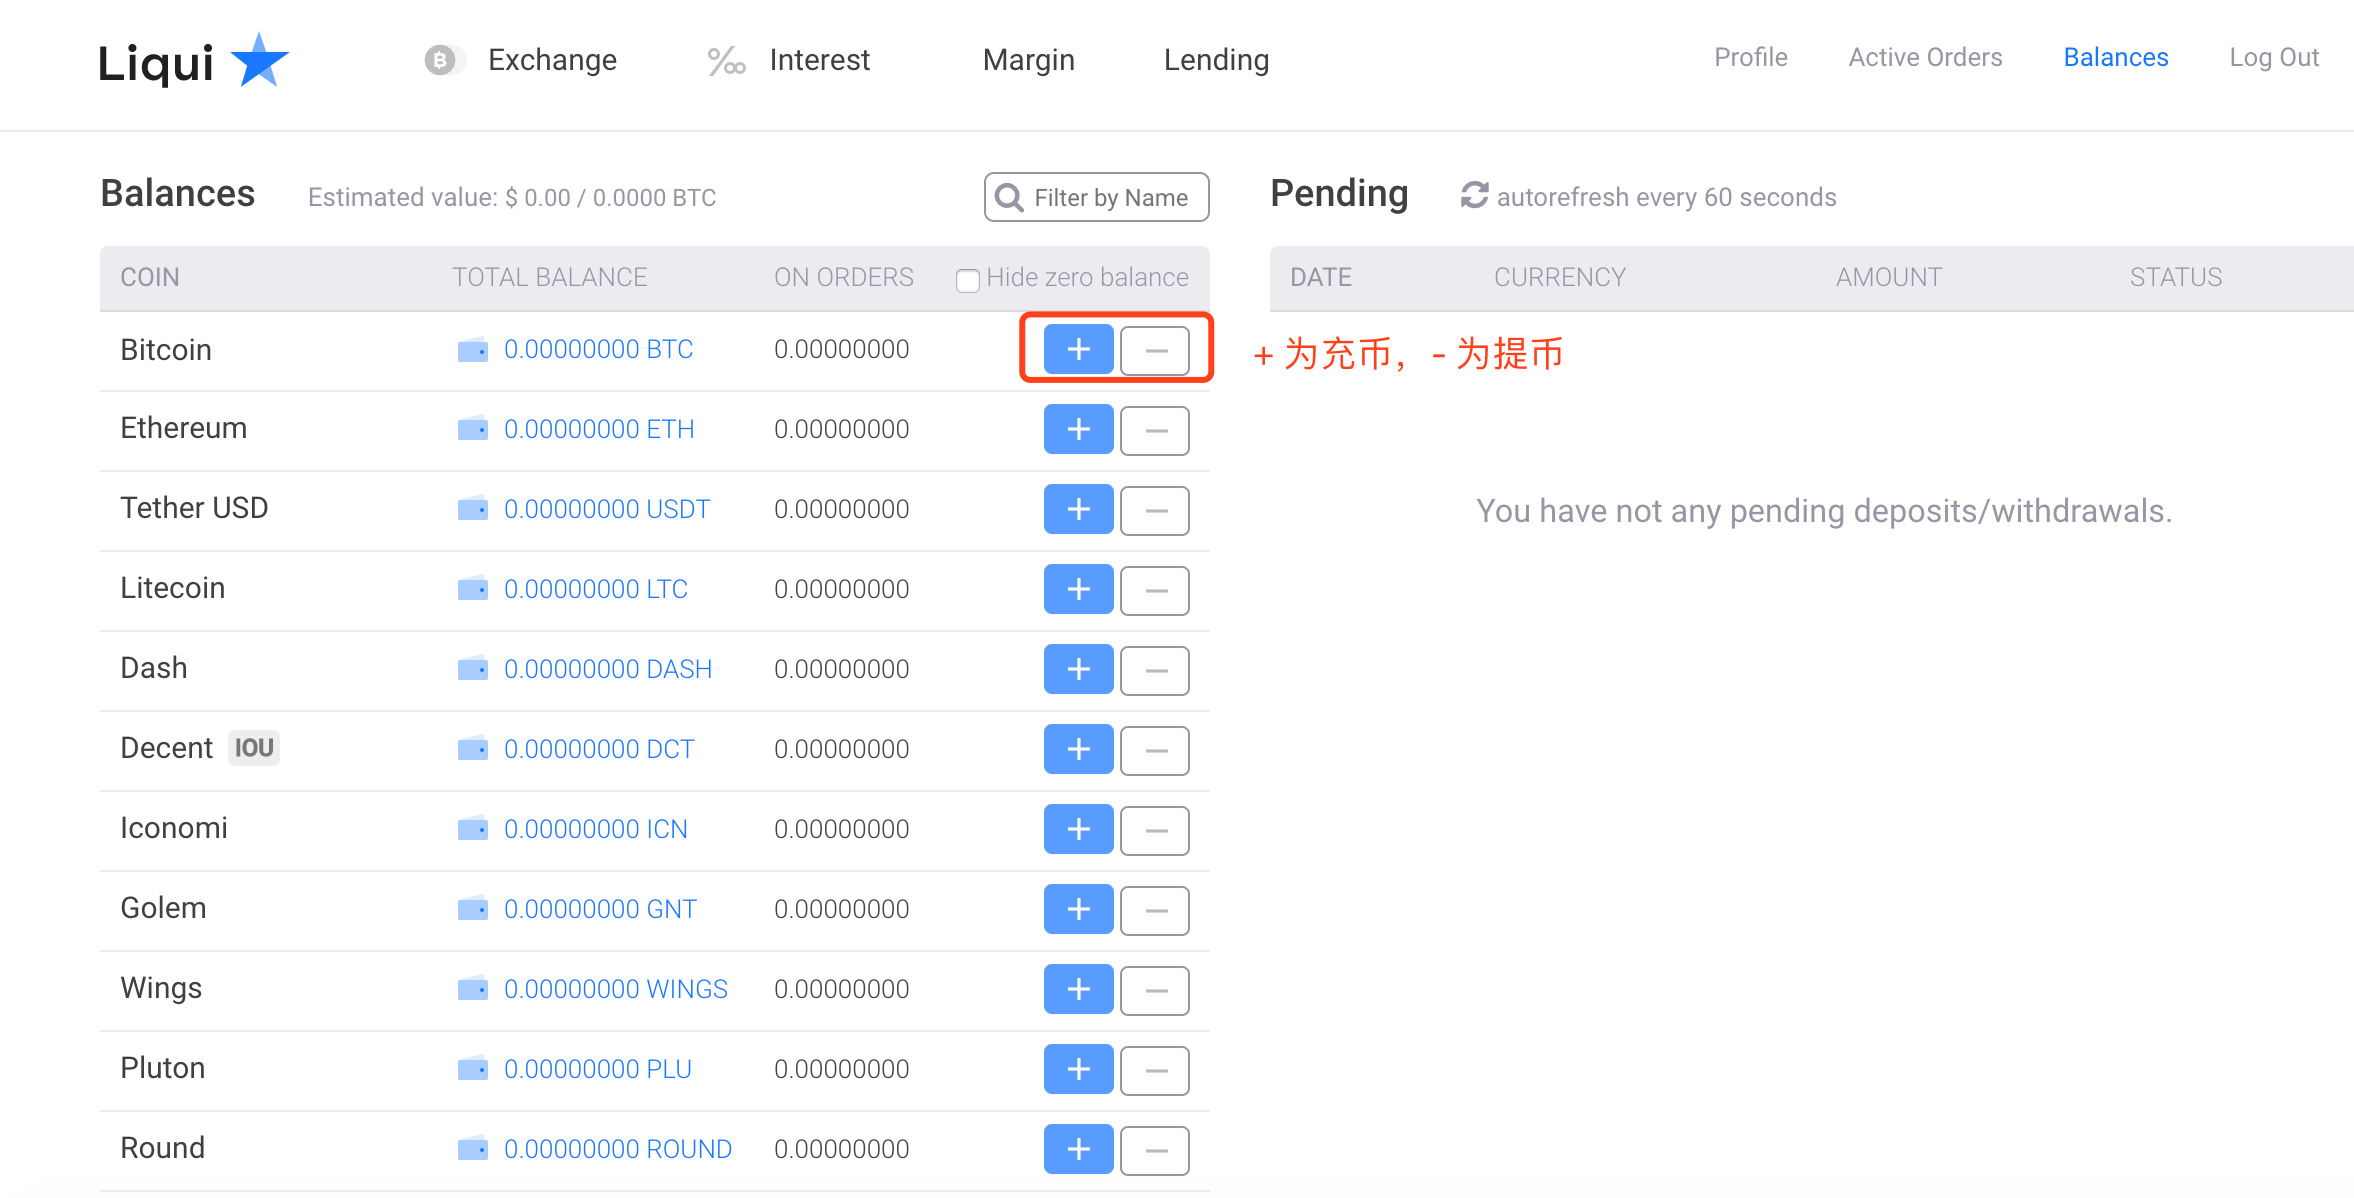 Liqui Exchange Interest Margin Lending Profile Active Orders Balances Log Out
Balances Estimated value: $ 0.00 / 0.0000 BTC Filter by Name
COIN TOTAL BALANCE ON ORDERS Hide zero balance
Bitcoin 0.00000000 BTC 0.00000000 + −
Ethereum 0.00000000 ETH 0.00000000 + −
Tether USD 0.00000000 USDT 0.00000000 + −
Litecoin 0.00000000 LTC 0.00000000 + −
Dash 0.00000000 DASH 0.00000000 + −
Decent IOU 0.00000000 DCT 0.00000000 + −
Iconomi 0.00000000 ICN 0.00000000 + −
Golem 0.00000000 GNT 0.00000000 + −
Wings 0.00000000 WINGS 0.00000000 + −
Pluton 0.00000000 PLU 0.00000000 + −
Round 0.00000000 ROUND 0.00000000 + −
Pending autorefresh every 60 seconds
DATE CURRENCY AMOUNT STATUS
+ 为充币，- 为提币
You have not any pending deposits/withdrawals.